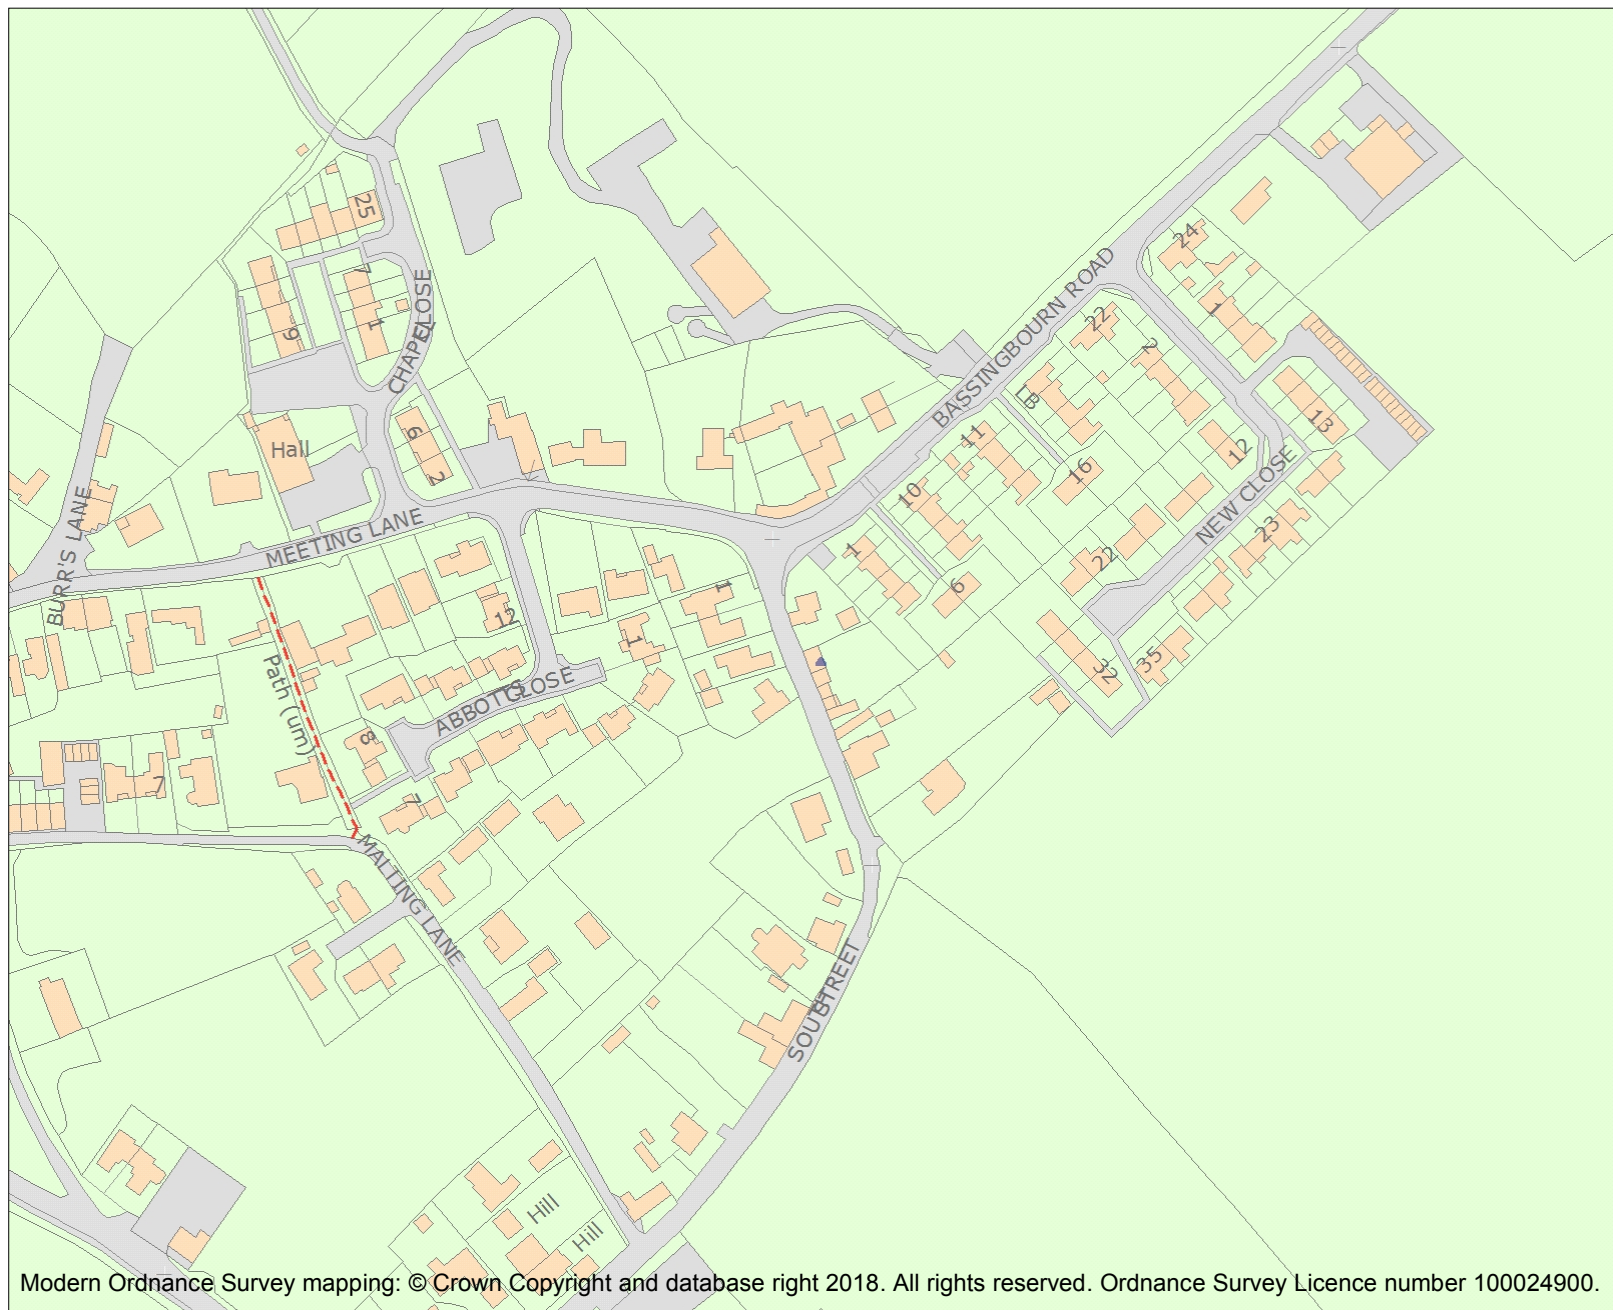 25
7
1
9
CHAPEL CLOSE
Hall
6
2
BURR'S LANE
MEETING LANE
Path (um)
12
1
1
ABBOTTS CLOSE
8
7
7
MALTING LANE
BASSINGBOURN ROAD
24
22
1
2
LB
11
13
16
12
10
1
6
22
NEW CLOSE
23
32
35
SOUTH STREET
Hill
Hill
Modern Ordnance Survey mapping: © Crown Copyright and database right 2018. All rights reserved. Ordnance Survey Licence number 100024900.